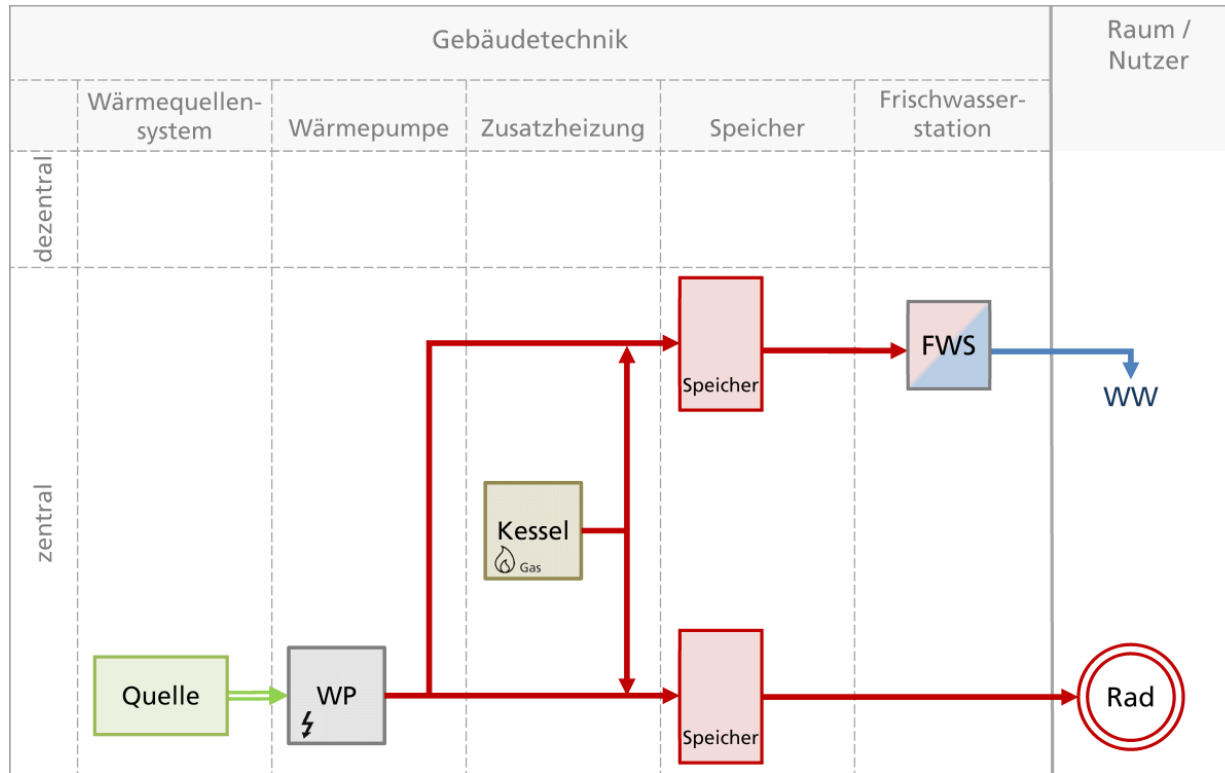 Gebäudetechnik
Raum /
Nutzer
Wärmequellen-
system
Wärmepumpe
Zusatzheizung
Speicher
Frischwasser-
station
dezentral
zentral
Speicher
FWS
WW
Kessel
Gas
Quelle
WP
Speicher
Rad